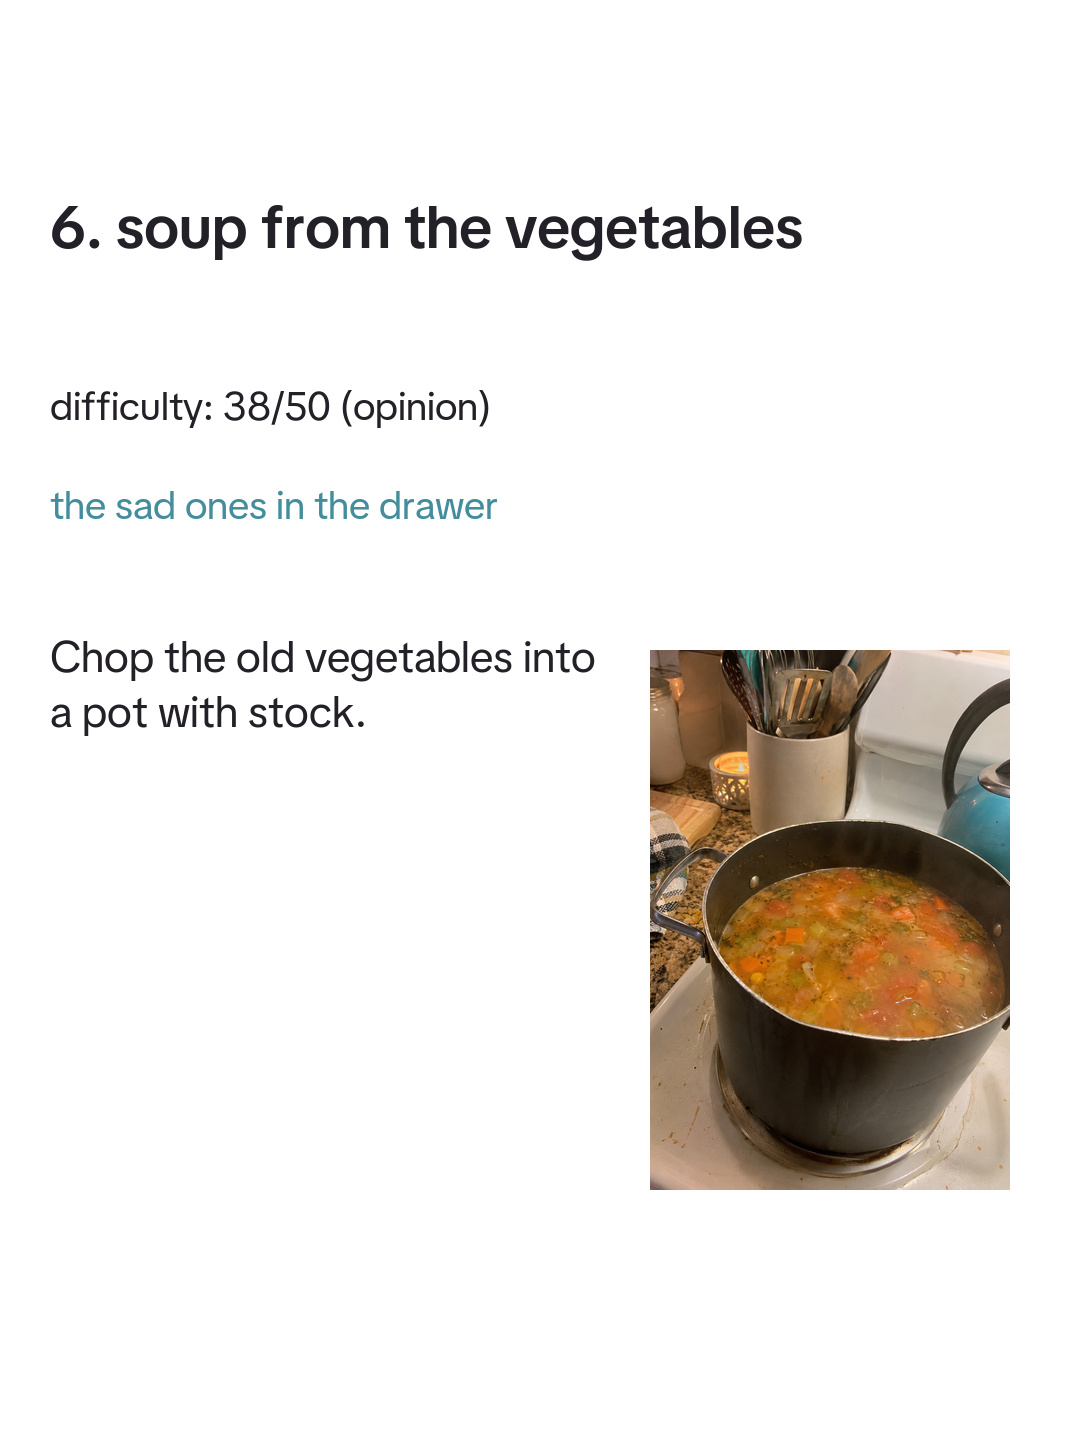 6. soup from the vegetables
difficulty: 38/50 (opinion)
the sad ones in the drawer
Chop the old vegetables into
a pot with stock.